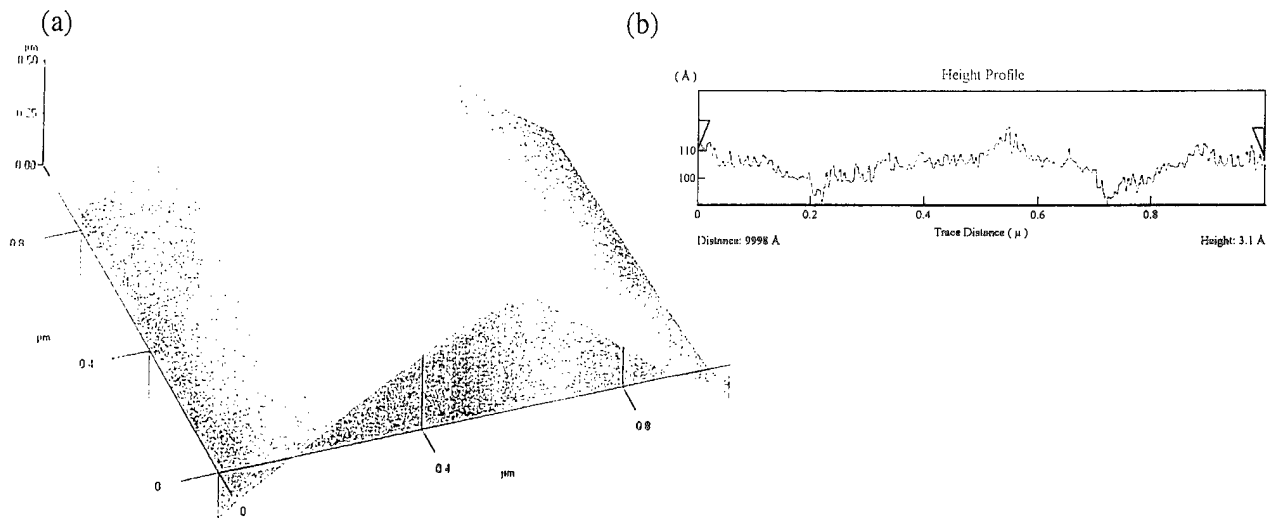 (a)
μm
0.50
0.25
0.00
0.8
μm
0.4
0
0
0.4
μm
0.8
(b)
Height Profile
(Å)
110
100
0
0.2
0.4
0.6
0.8
Trace Distance ( μ )
Distance: 9998 Å
Height: 3.1 Å